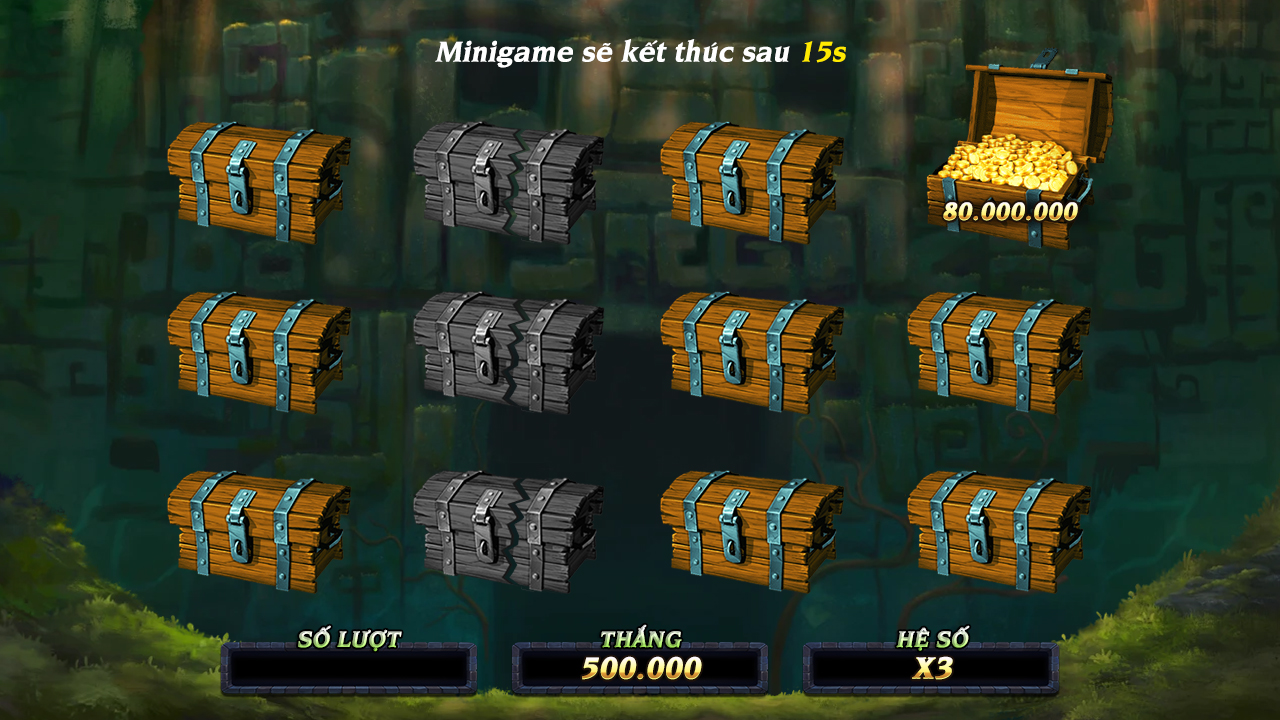 Minigame sẽ kết thúc sau 15s
80.000.000
SỐ LƯỢT
THẮNG
HỆ SỐ
500.000
X3